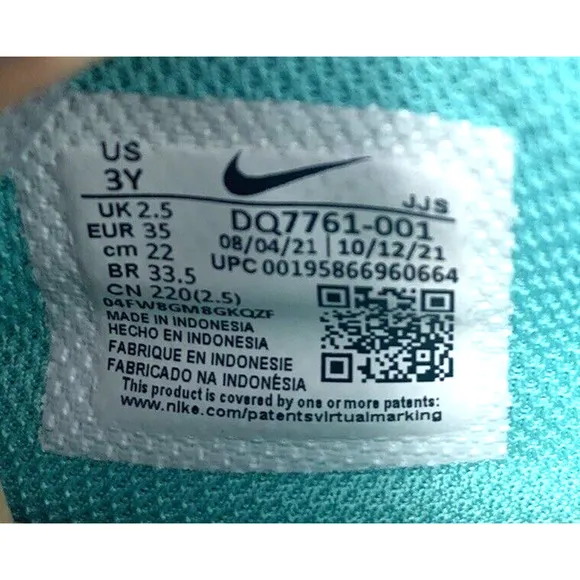 US
3Y
UK 2.5
EUR 35
cm 22
BR 33.5
CN 220(2.5)
JJS
DQ7761-001
08/04/21 | 10/12/21
UPC 00195866960664
04FW8GM8GKQZF
MADE IN INDONESIA
HECHO EN INDONESIA
FABRIQUE EN INDONESIE
FABRICADO NA INDONÉSIA
This product is covered by one or more patents:
www.nike.com/patentsvirtualmarking